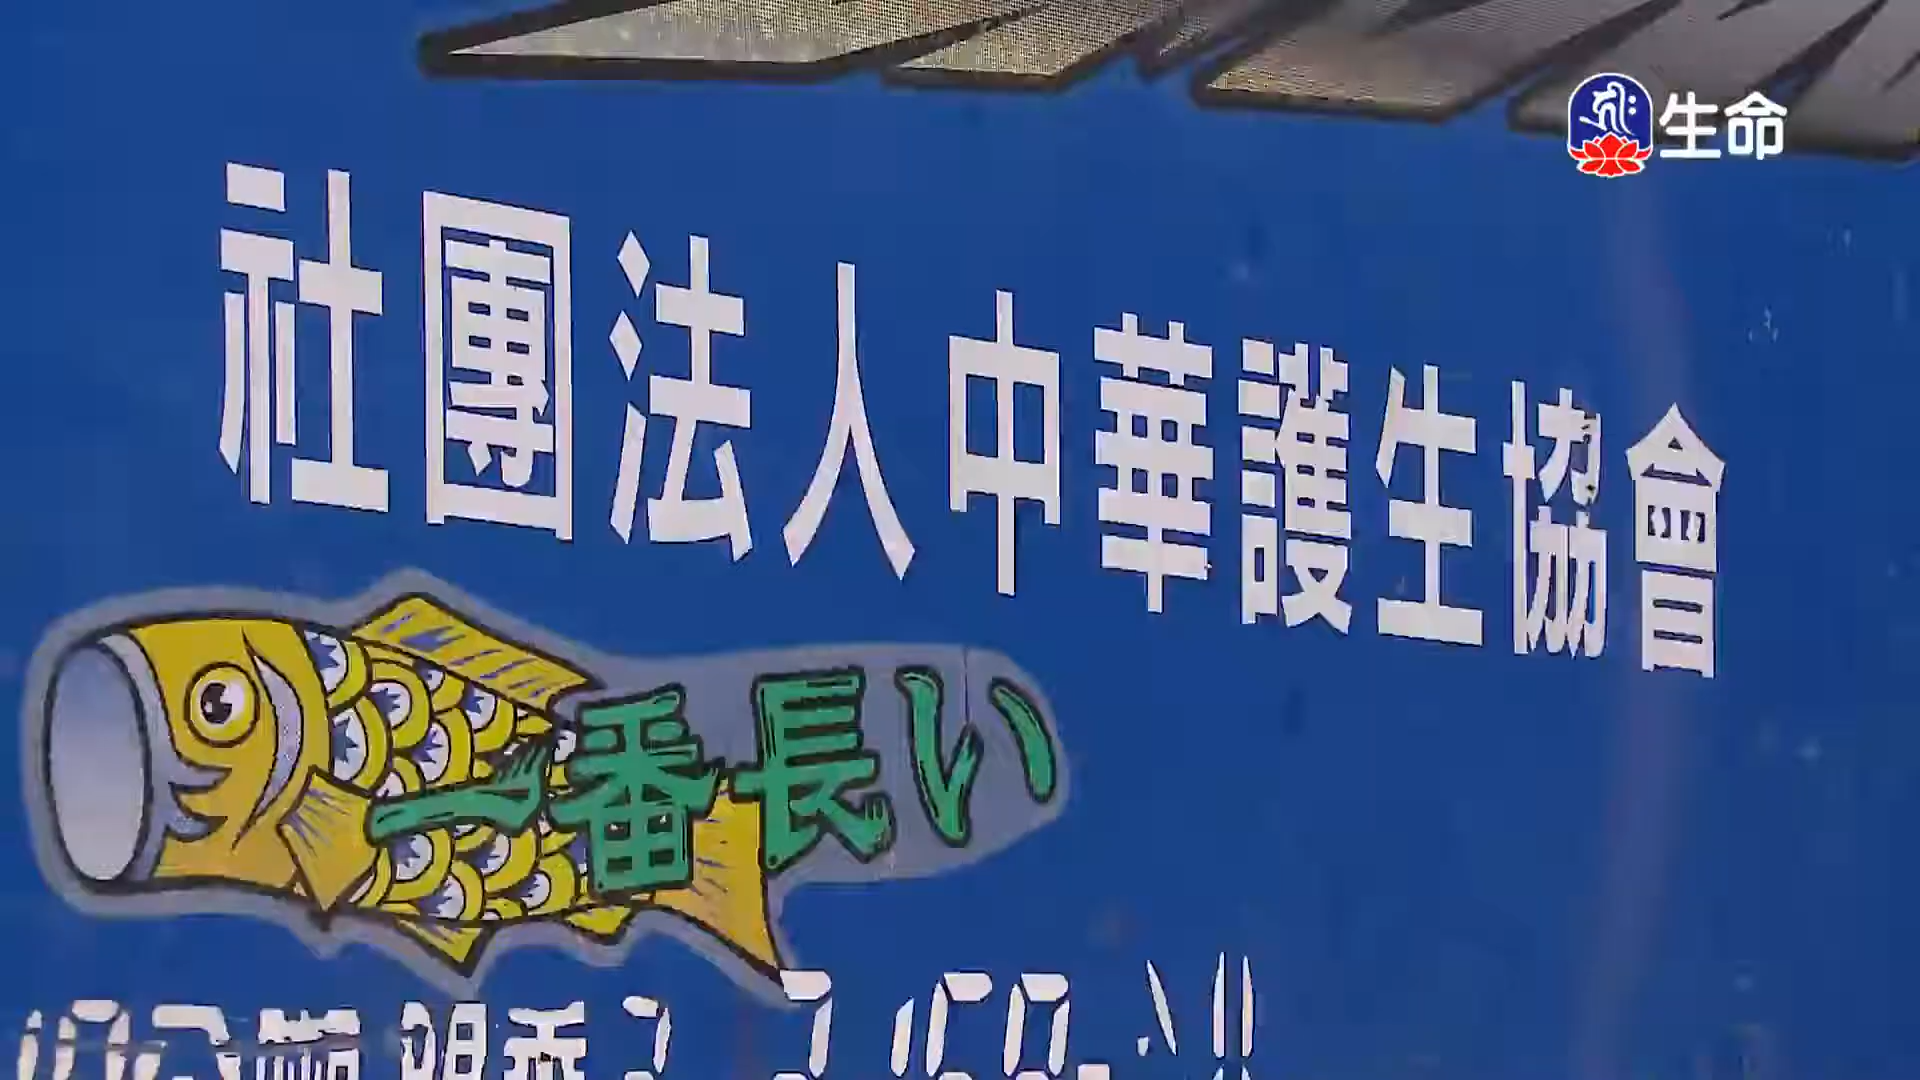 生命
社團法人中華護生協會
一番長い